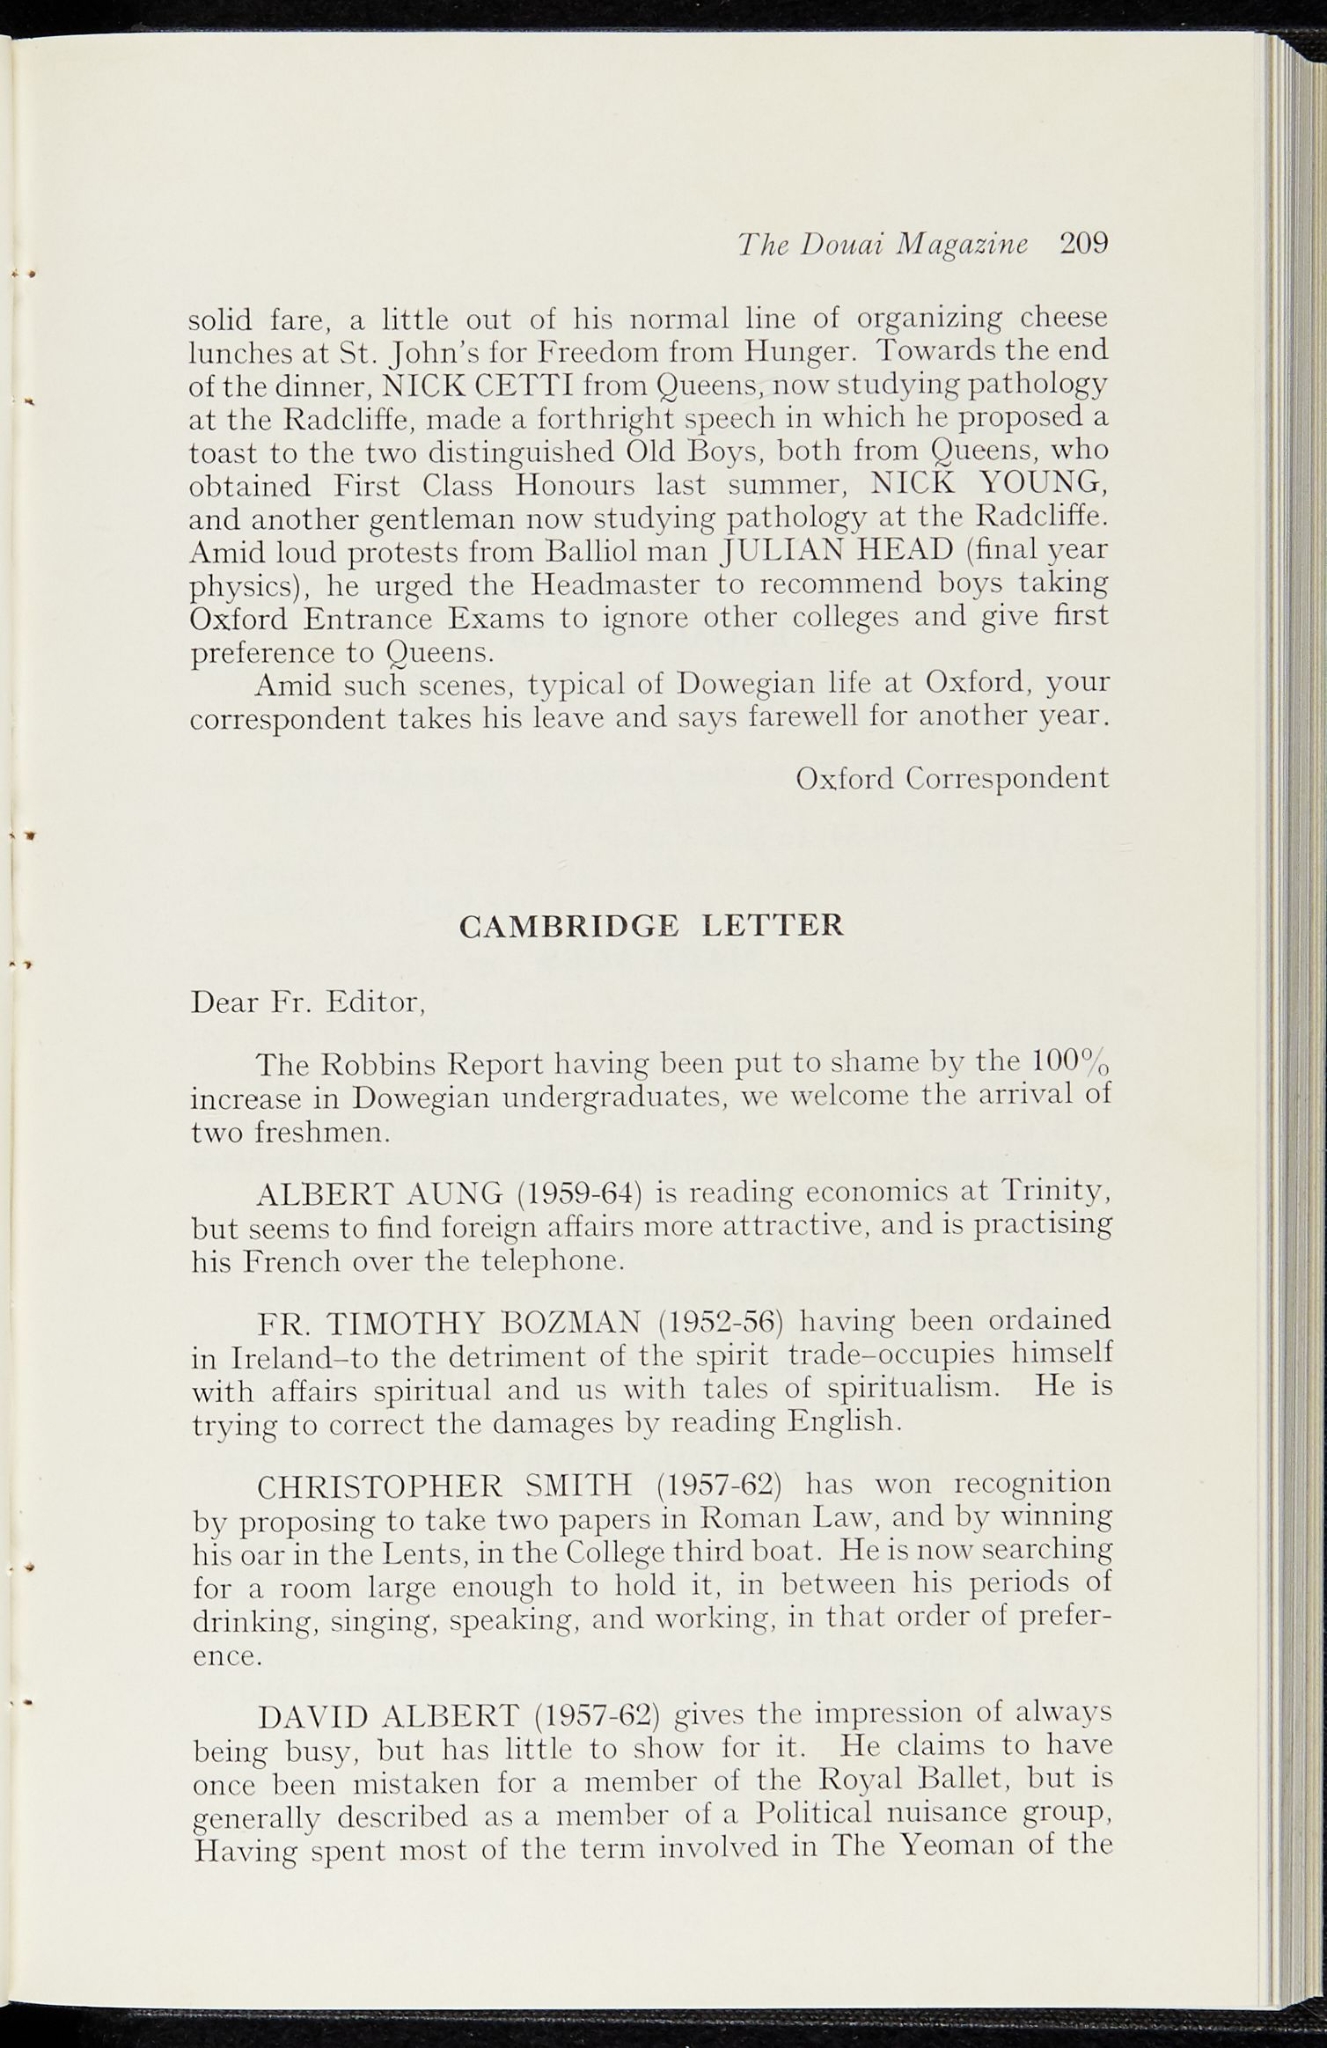 The Douai Magazine 209
solid fare, a little out of his normal line of organizing cheese
lunches at St. John's for Freedom from Hunger. Towards the end
of the dinner, NICK CETTI from Queens, now studying pathology
at the Radcliffe, made a forthright speech in which he proposed a
toast to the two distinguished Old Boys, both from Queens, who
obtained First Class Honours last summer, NICK YOUNG,
and another gentleman now studying pathology at the Radcliffe.
Amid loud protests from Balliol man JULIAN HEAD (final year
physics), he urged the Headmaster to recommend boys taking
Oxford Entrance Exams to ignore other colleges and give first
preference to Queens.
Amid such scenes, typical of Dowegian life at Oxford, your
correspondent takes his leave and says farewell for another year.
Oxford Correspondent
CAMBRIDGE LETTER
Dear Fr. Editor,
The Robbins Report having been put to shame by the 100%
increase in Dowegian undergraduates, we welcome the arrival of
two freshmen.
ALBERT AUNG (1959-64) is reading economics at Trinity,
but seems to find foreign affairs more attractive, and is practising
his French over the telephone.
FR. TIMOTHY BOZMAN (1952-56) having been ordained
in Ireland–to the detriment of the spirit trade–occupies himself
with affairs spiritual and us with tales of spiritualism. He is
trying to correct the damages by reading English.
CHRISTOPHER SMITH (1957-62) has won recognition
by proposing to take two papers in Roman Law, and by winning
his oar in the Lents, in the College third boat. He is now searching
for a room large enough to hold it, in between his periods of
drinking, singing, speaking, and working, in that order of prefer-
ence.
DAVID ALBERT (1957-62) gives the impression of always
being busy, but has little to show for it. He claims to have
once been mistaken for a member of the Royal Ballet, but is
generally described as a member of a Political nuisance group,
Having spent most of the term involved in The Yeoman of the